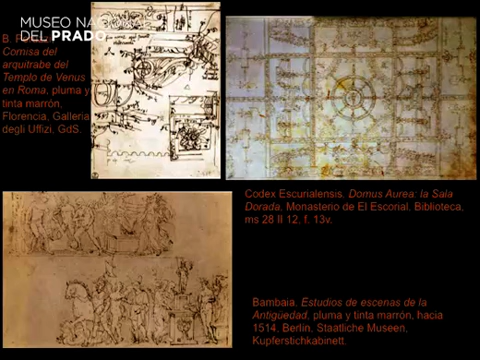 MUSEO NACIONAL
DEL PRADO
B.
Cornisa del
arquitrabe del
Templo de Venus
en Roma, pluma y
tinta marrón,
Florencia, Galleria
degli Uffizi, GdS.
Codex Escurialensis. Domus Aurea: la Sala
Dorada, Monasterio de El Escorial, Biblioteca,
ms 28 II 12, f. 13v.
Bambaia, Estudios de escenas de la
Antigüedad, pluma y tinta marrón, hacia
1514. Berlín, Staatliche Museen,
Kupferstichkabinett.